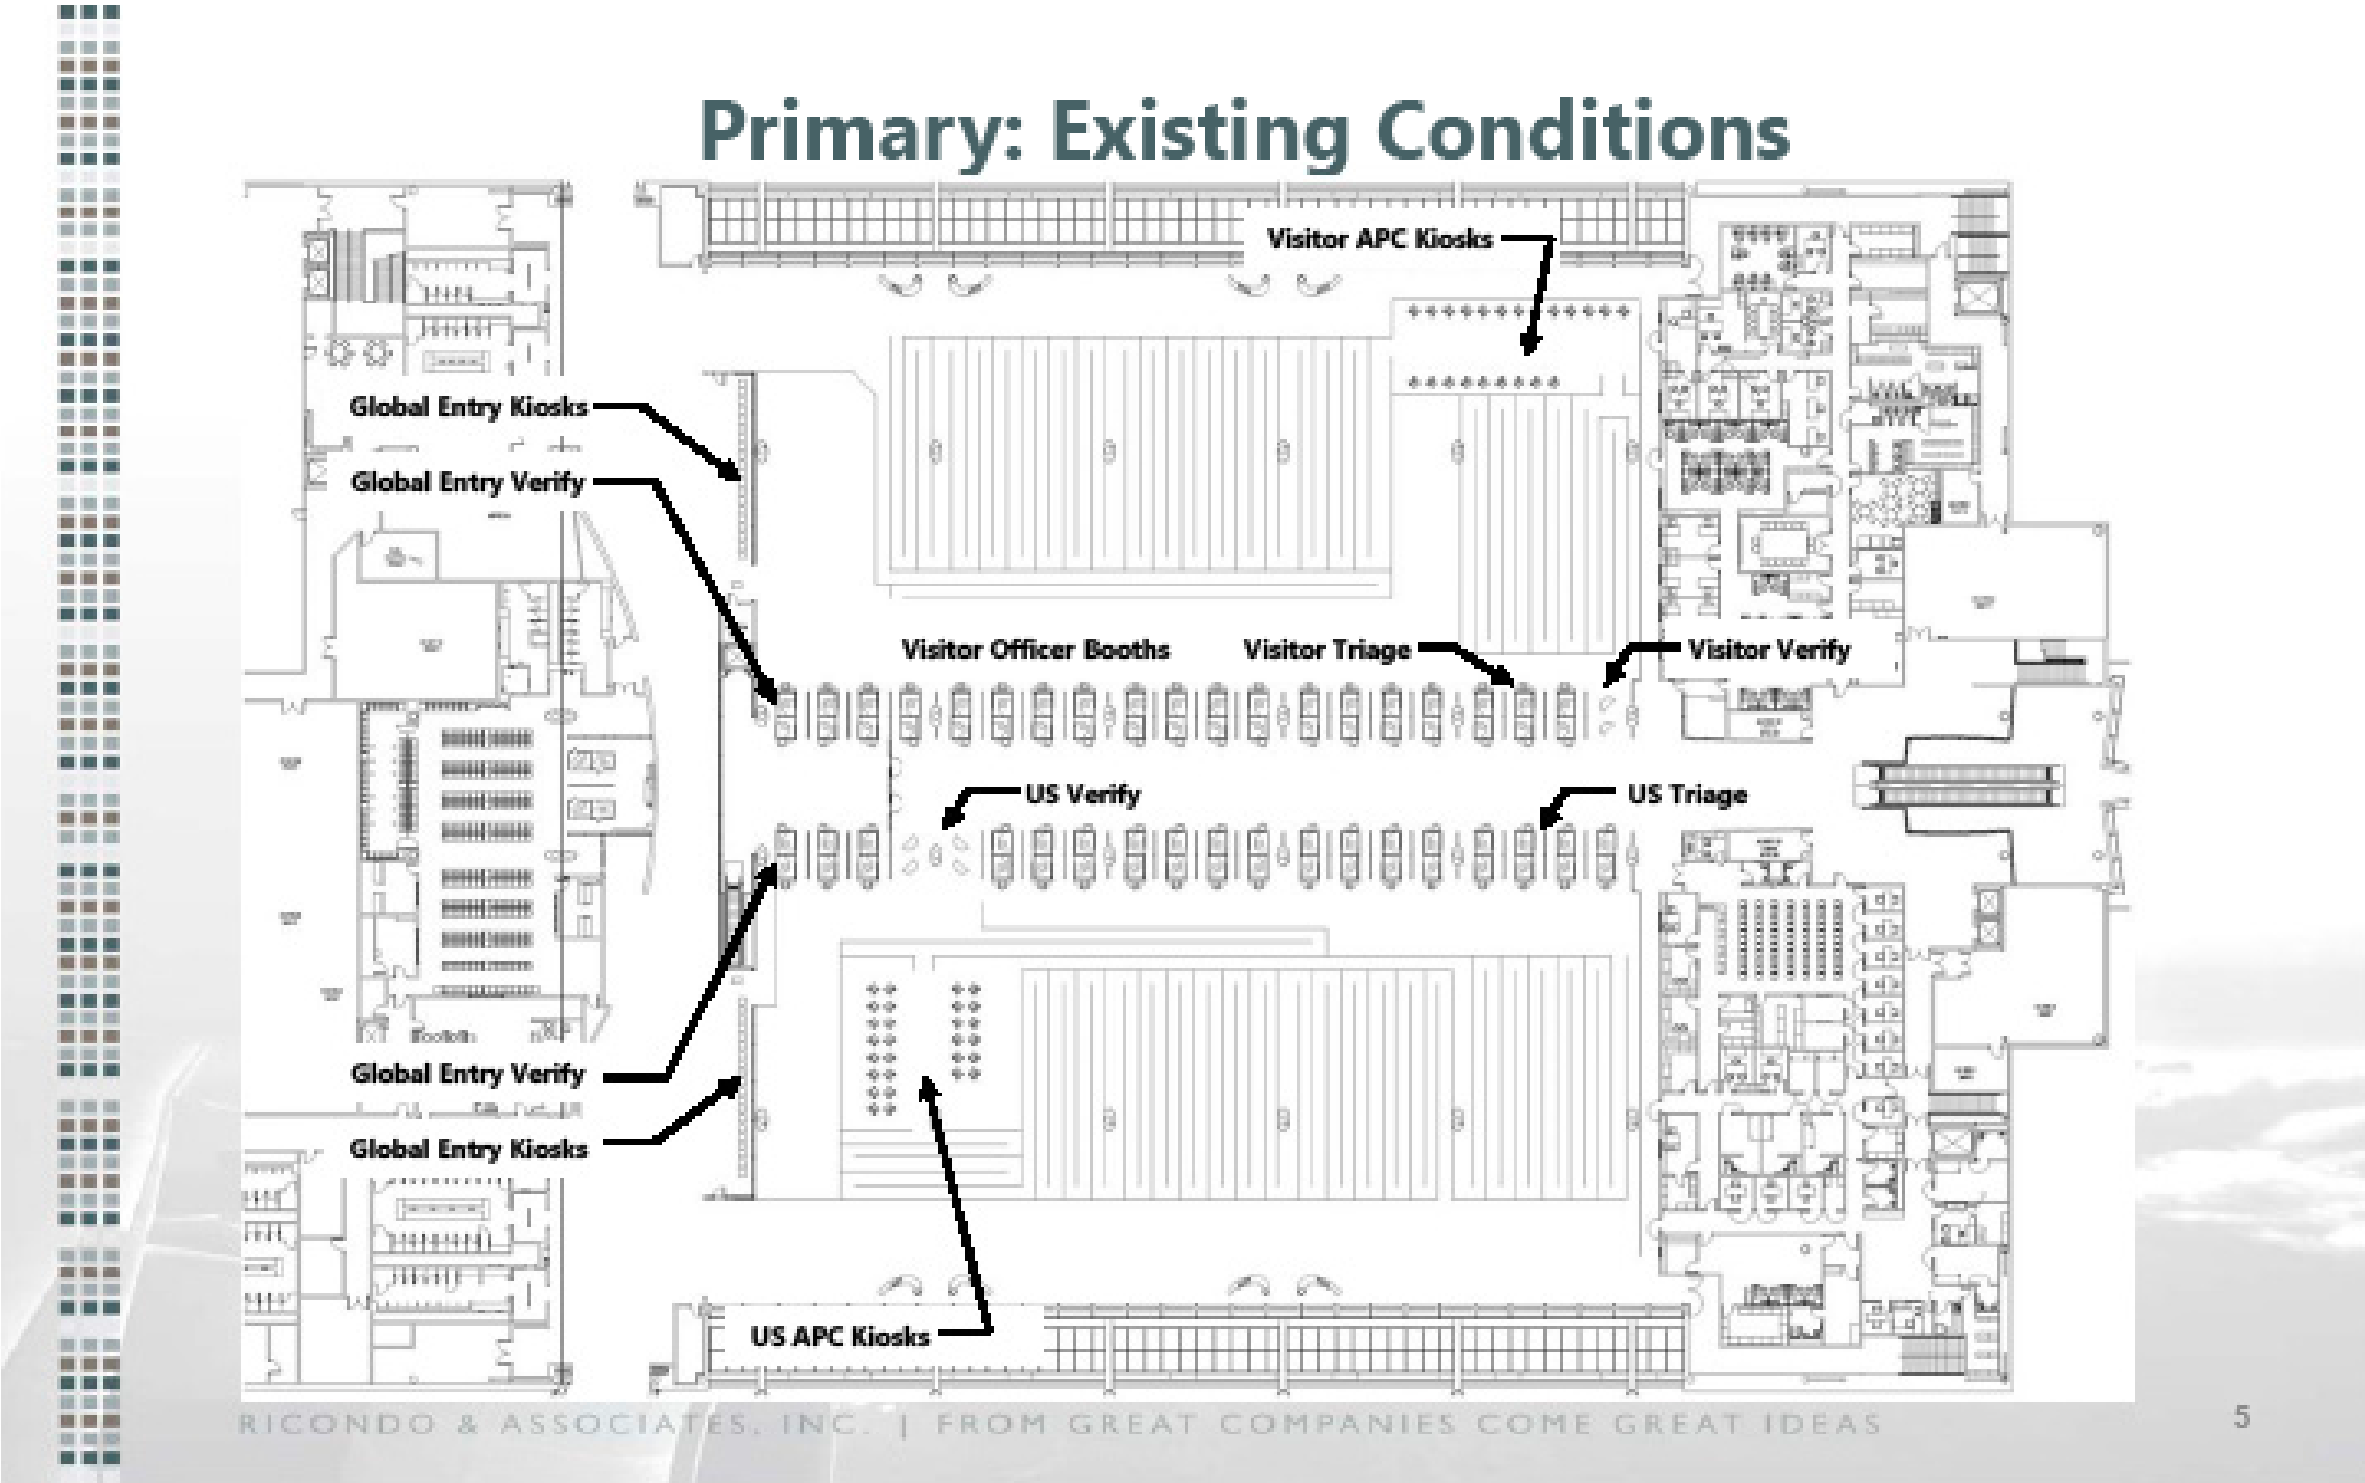 Primary: Existing Conditions
Visitor APC Kiosks
Global Entry Kiosks
Global Entry Verify
Visitor Officer Booths
Visitor Triage
Visitor Verify
US Verify
US Triage
Global Entry Verify
Global Entry Kiosks
US APC Kiosks
RICONDO & ASSOCIATES, INC. | FROM GREAT COMPANIES COME GREAT IDEAS
5